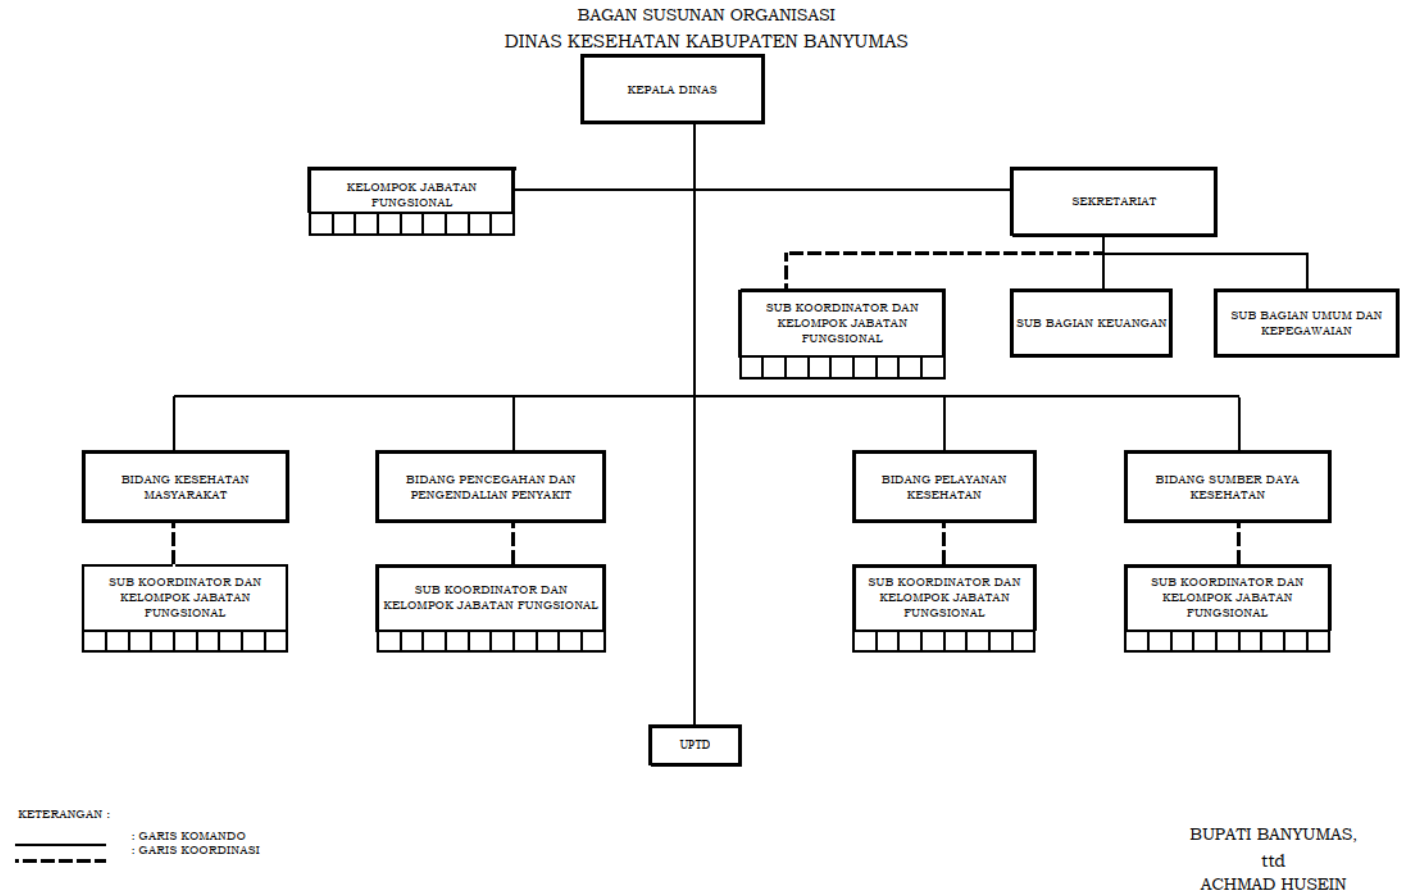 BAGAN SUSUNAN ORGANISASI
DINAS KESEHATAN KABUPATEN BANYUMAS
KEPALA DINAS
KELOMPOK JABATAN
FUNGSIONAL
SEKRETARIAT
SUB KOORDINATOR DAN
KELOMPOK JABATAN
FUNGSIONAL
SUB BAGIAN KEUANGAN
SUB BAGIAN UMUM DAN
KEPEGAWAIAN
BIDANG KESEHATAN
MASYARAKAT
BIDANG PENCEGAHAN DAN
PENGENDALIAN PENYAKIT
BIDANG PELAYANAN
KESEHATAN
BIDANG SUMBER DAYA
KESEHATAN
SUB KOORDINATOR DAN
KELOMPOK JABATAN
FUNGSIONAL
SUB KOORDINATOR DAN
KELOMPOK JABATAN FUNGSIONAL
SUB KOORDINATOR DAN
KELOMPOK JABATAN
FUNGSIONAL
SUB KOORDINATOR DAN
KELOMPOK JABATAN
FUNGSIONAL
UPTD
KETERANGAN :
: GARIS KOMANDO
: GARIS KOORDINASI
BUPATI BANYUMAS,
ttd
ACHMAD HUSEIN